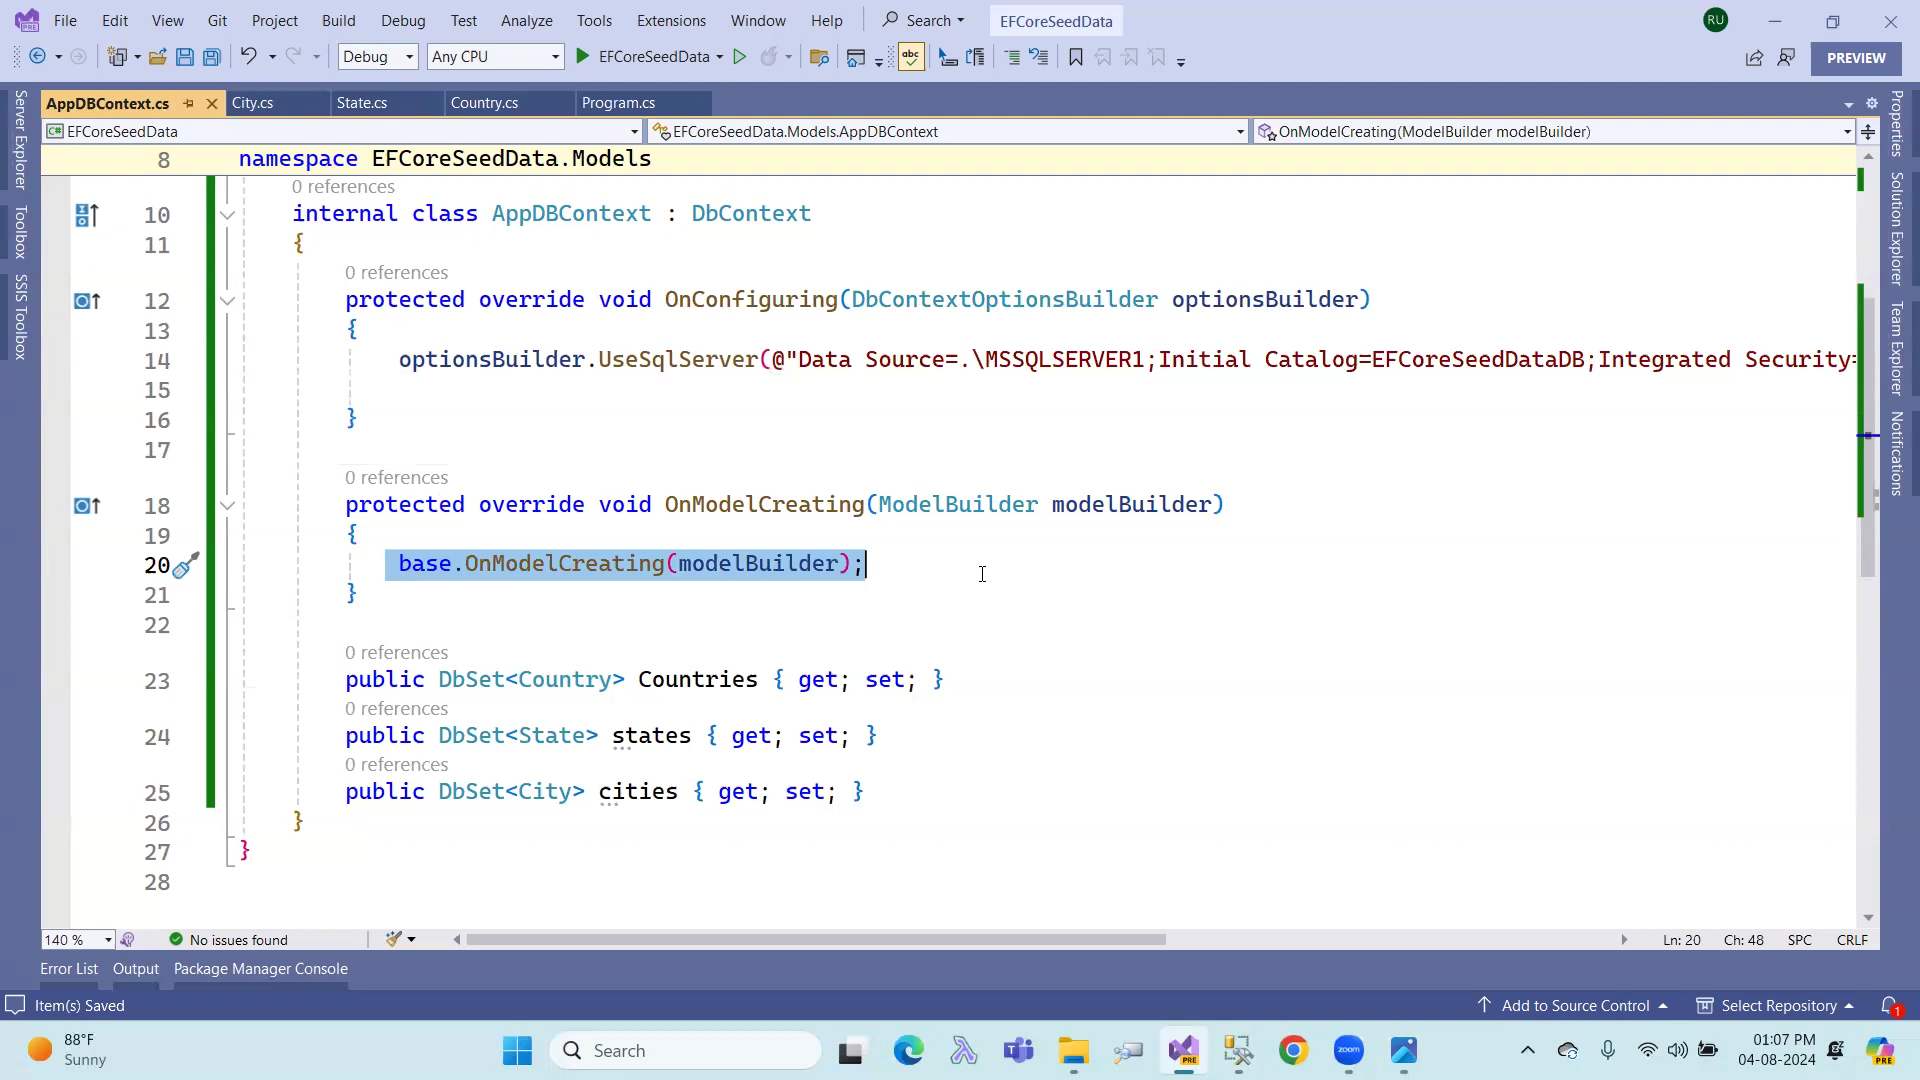 File Edit View Git Project Build Debug Test Analyze Tools Extensions Window Help Search EFCoreSeedData RU
Debug Any CPU EFCoreSeedData abc PREVIEW
AppDBContext.cs City.cs State.cs Country.cs Program.cs
EFCoreSeedData EFCoreSeedData.Models.AppDBContext OnModelCreating(ModelBuilder modelBuilder)
8 namespace EFCoreSeedData.Models
0 references
10 internal class AppDBContext : DbContext
11 {
0 references
12 protected override void OnConfiguring(DbContextOptionsBuilder optionsBuilder)
13 {
14 optionsBuilder.UseSqlServer(@"Data Source=.\MSSQLSERVER1;Initial Catalog=EFCoreSeedDataDB;Integrated Security=
15
16 }
17
0 references
18 protected override void OnModelCreating(ModelBuilder modelBuilder)
19 {
20 base.OnModelCreating(modelBuilder);
21 }
22
0 references
23 public DbSet<Country> Countries { get; set; }
0 references
24 public DbSet<State> states { get; set; }
0 references
25 public DbSet<City> cities { get; set; }
26 }
27 }
28
Server Explorer
Toolbox
SSIS Toolbox
Properties
Solution Explorer
Team Explorer
Notifications
140 % No issues found Ln: 20 Ch: 48 SPC CRLF
Error List Output Package Manager Console
Item(s) Saved Add to Source Control Select Repository 1
88°F
Sunny
Search
zoom
PRE
01:07 PM
04-08-2024